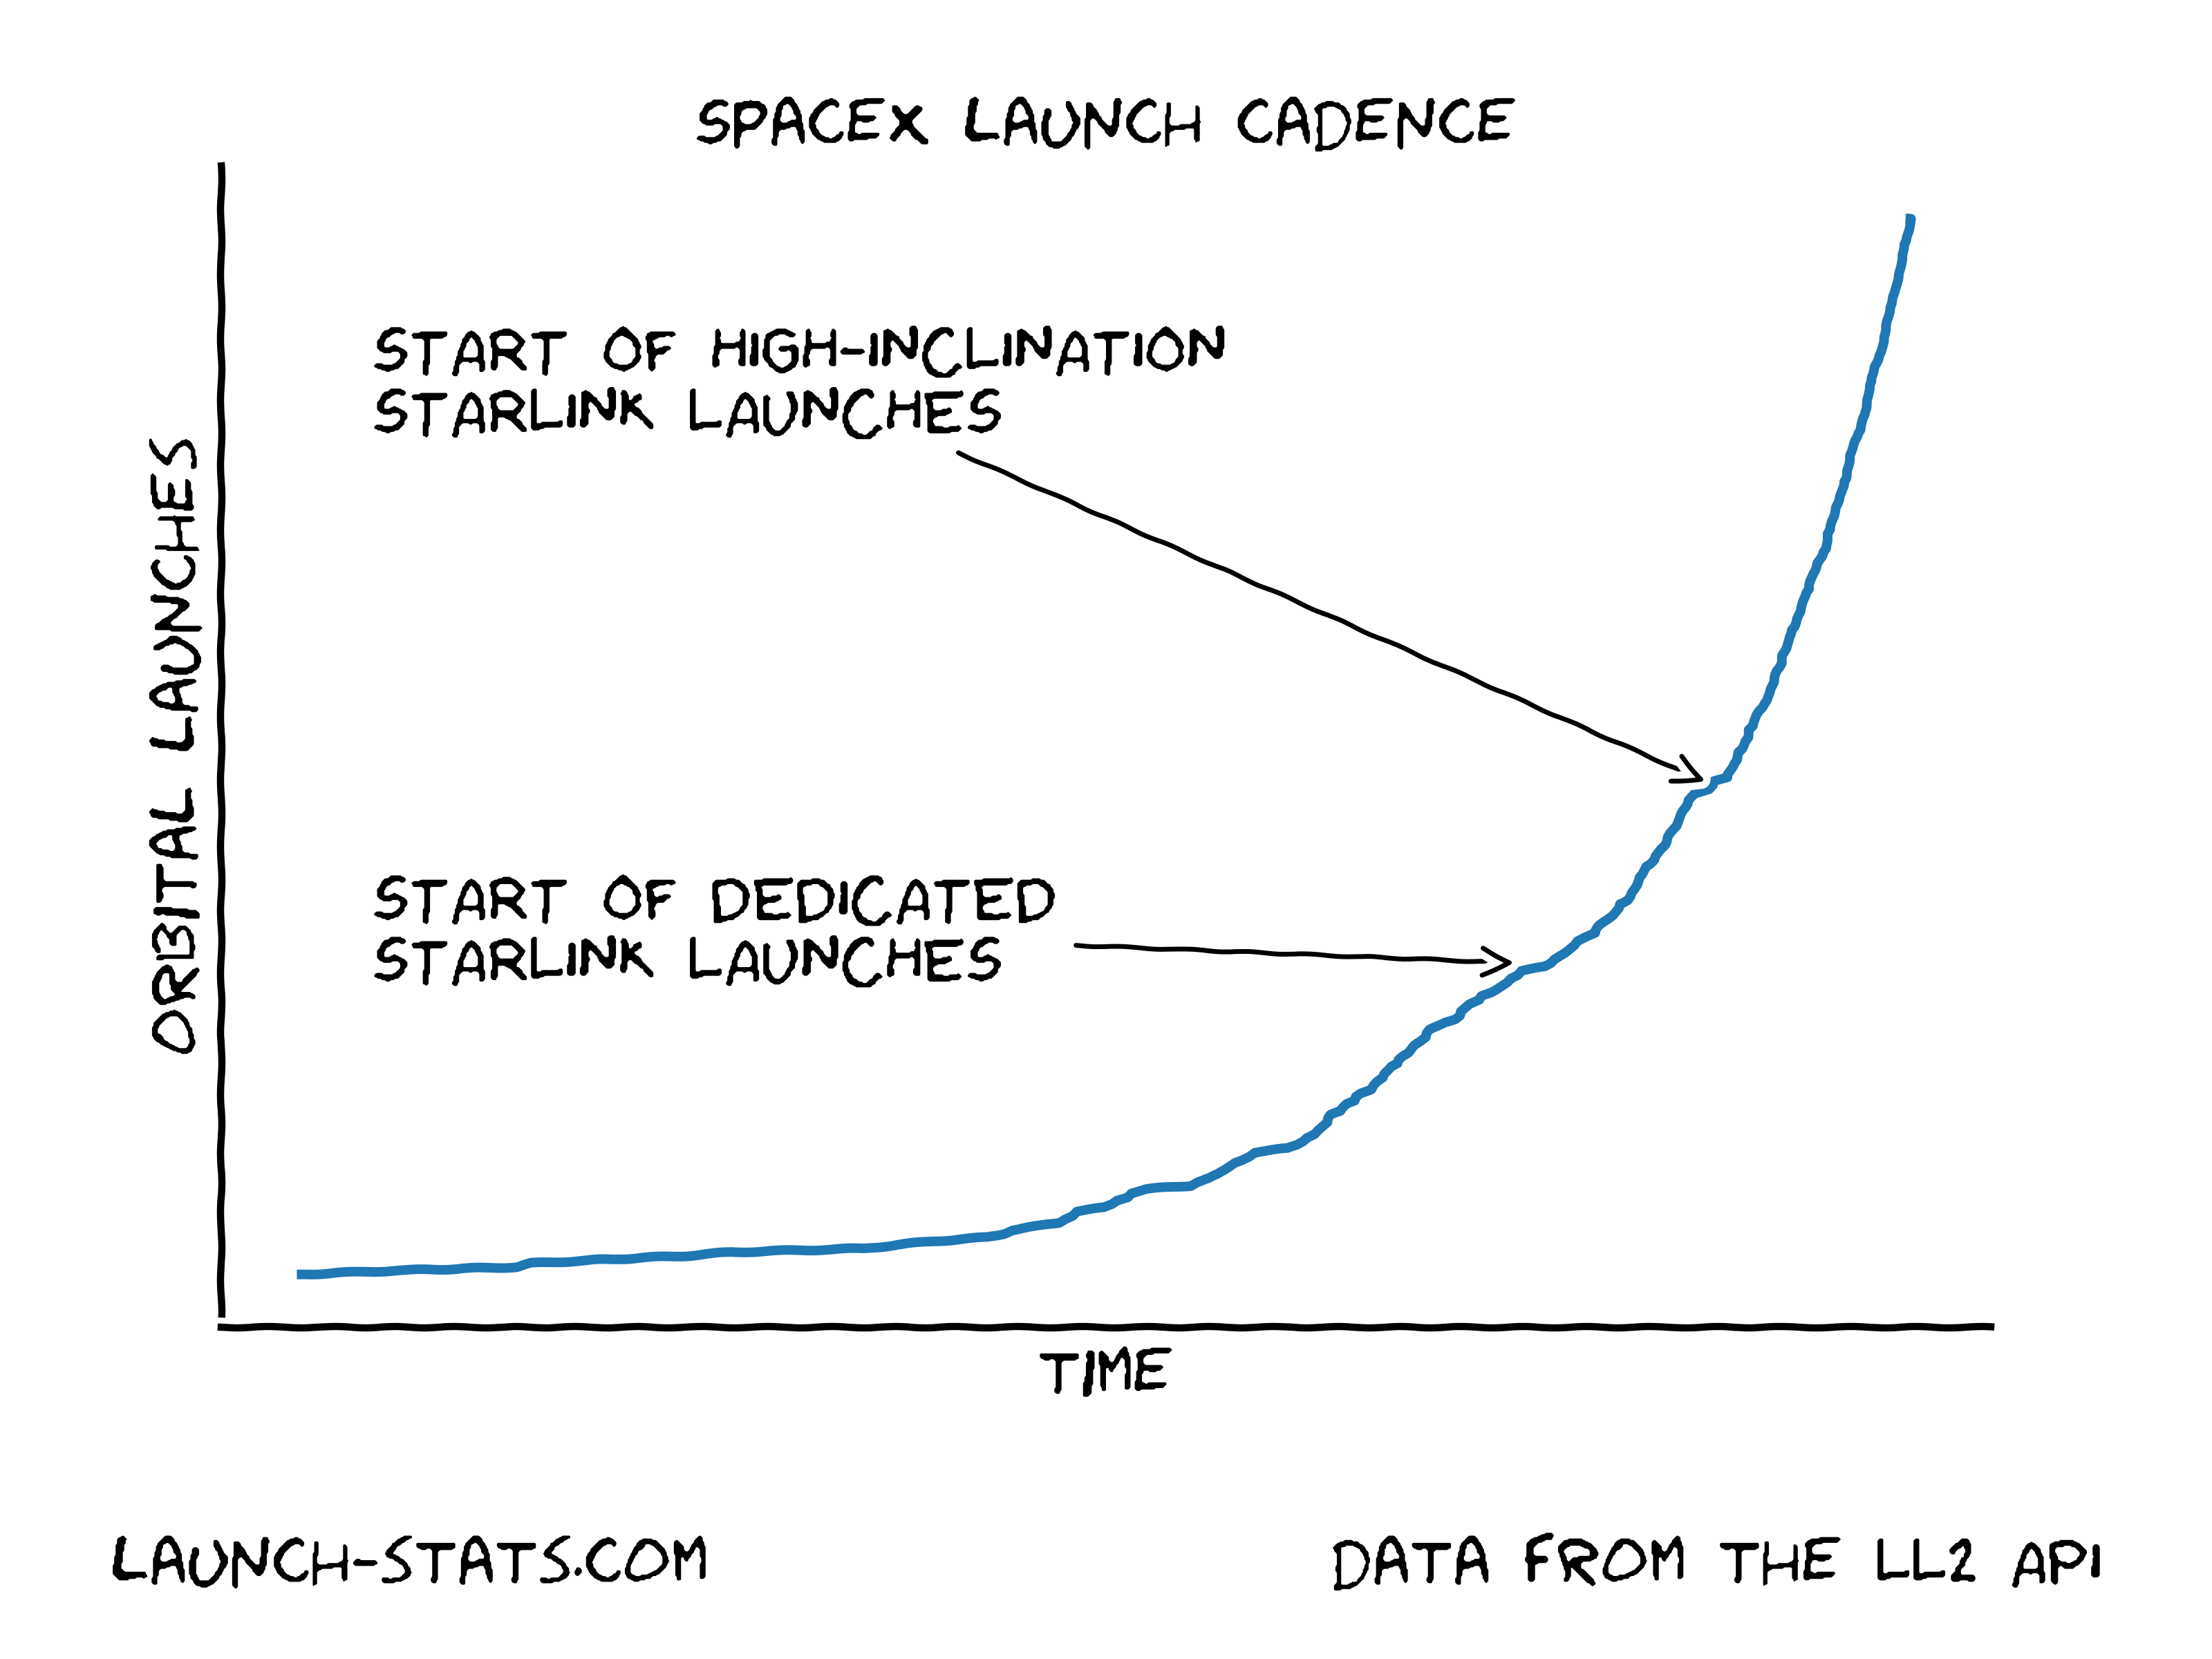 SPACEX LAUNCH CADENCE
START OF HIGH-INCLINATION
STARLINK LAUNCHES
ORBITAL LAUNCHES
START OF DEDICATED
STARLINK LAUNCHES
TIME
LAUNCH-STATS.COM
DATA FROM THE LL2 API